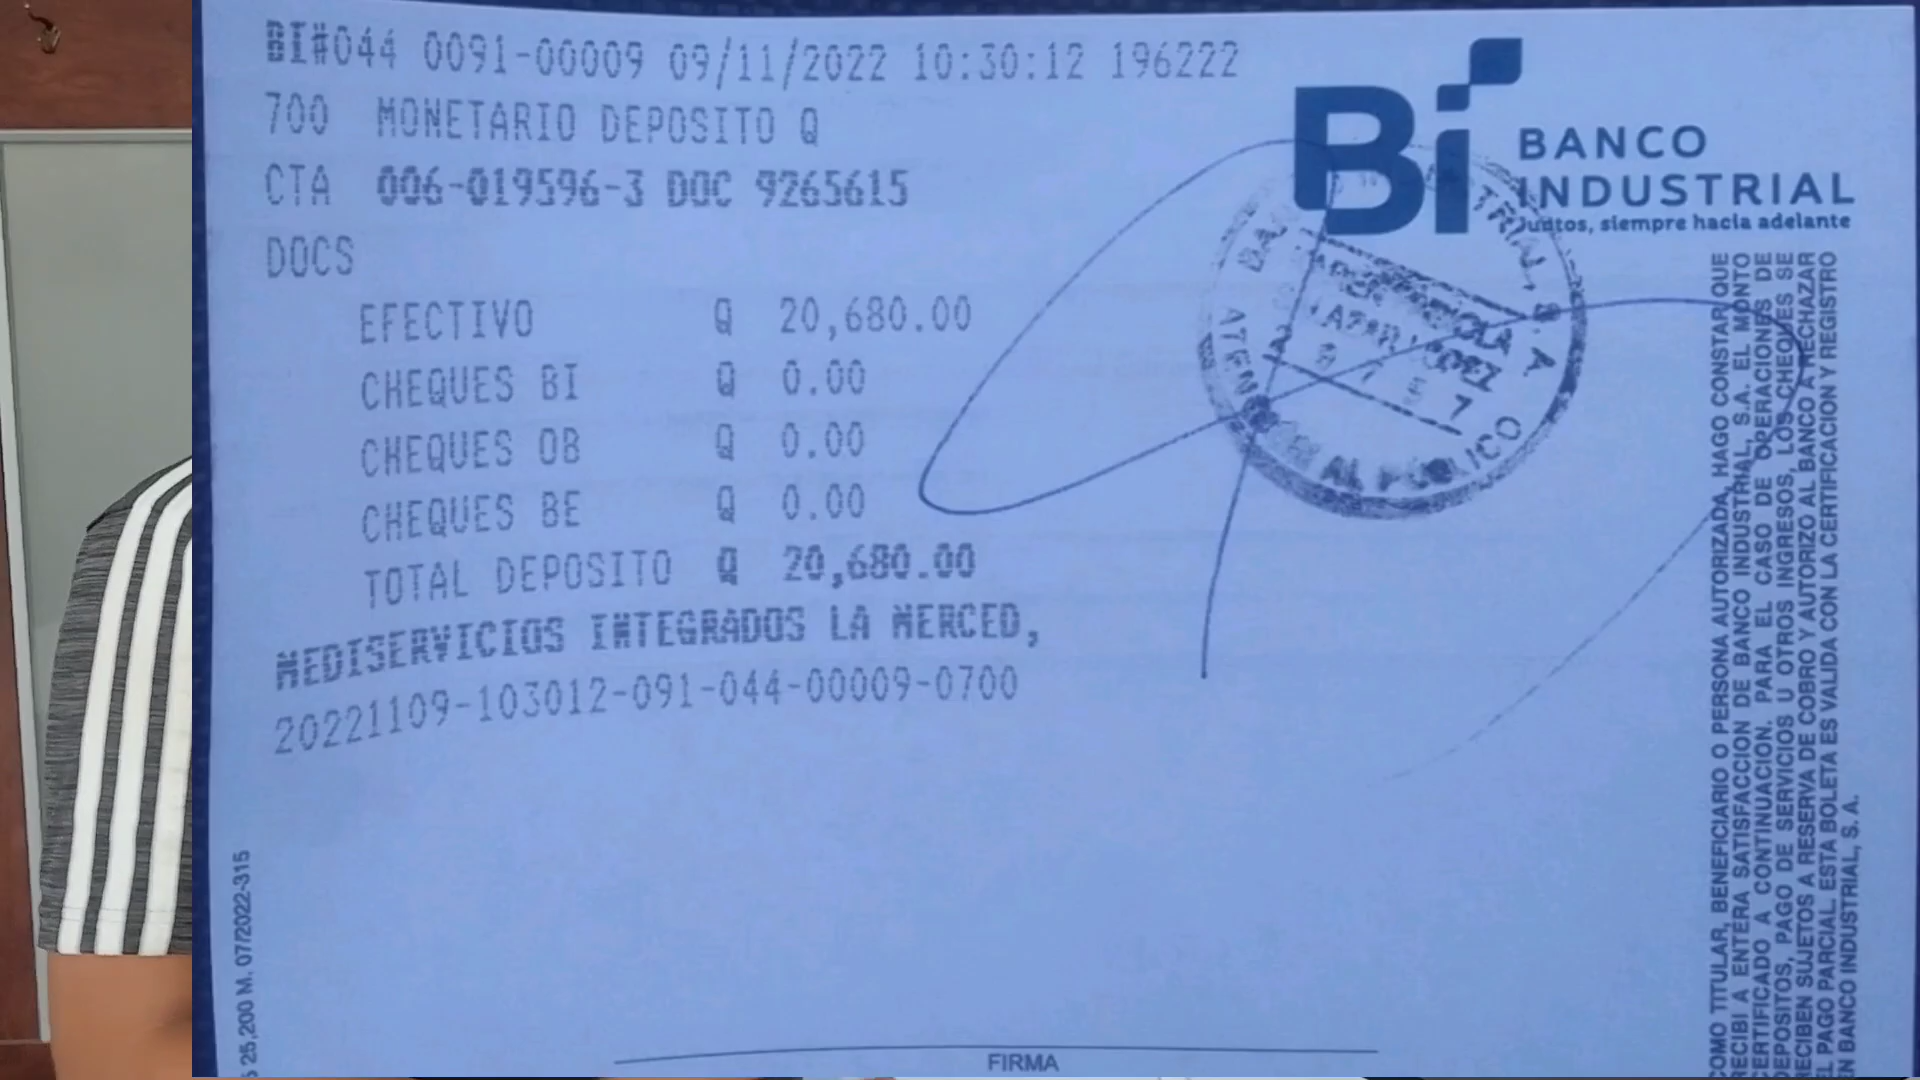 BI#044 0091-00009 09/11/2022 10:30:12 196222
700 MONETARIO DEPOSITO Q
CTA 006-019596-3 DOC 9265615
DOCS
EFECTIVO Q 20,680.00
CHEQUES BI Q 0.00
CHEQUES OB Q 0.00
CHEQUES BE Q 0.00
TOTAL DEPOSITO Q 20,680.00
MEDISERVICIOS INTEGRADOS LA MERCED,
20221109-103012-091-044-00009-0700
Bi BANCO
INDUSTRIAL
Juntos, siempre hacia adelante
AL PUBLICO
COMO TITULAR, BENEFICIARIO O PERSONA AUTORIZADA, HAGO CONSTAR QUE
RECIBI A ENTERA SATISFACCION DE BANCO INDUSTRIAL, S.A. EL MONTO
CERTIFICADO A CONTINUACION. PARA EL CASO DE OPERACIONES DE
DEPOSITOS, PAGO DE SERVICIOS U OTROS INGRESOS, LOS CHEQUES SE
RECIBEN SUJETOS A RESERVA DE COBRO Y AUTORIZO AL BANCO A RECHAZAR
EL PAGO PARCIAL. ESTA BOLETA ES VALIDA CON LA CERTIFICACION Y REGISTRO
EN BANCO INDUSTRIAL, S. A.
25,200 M. 07/2022-315
FIRMA